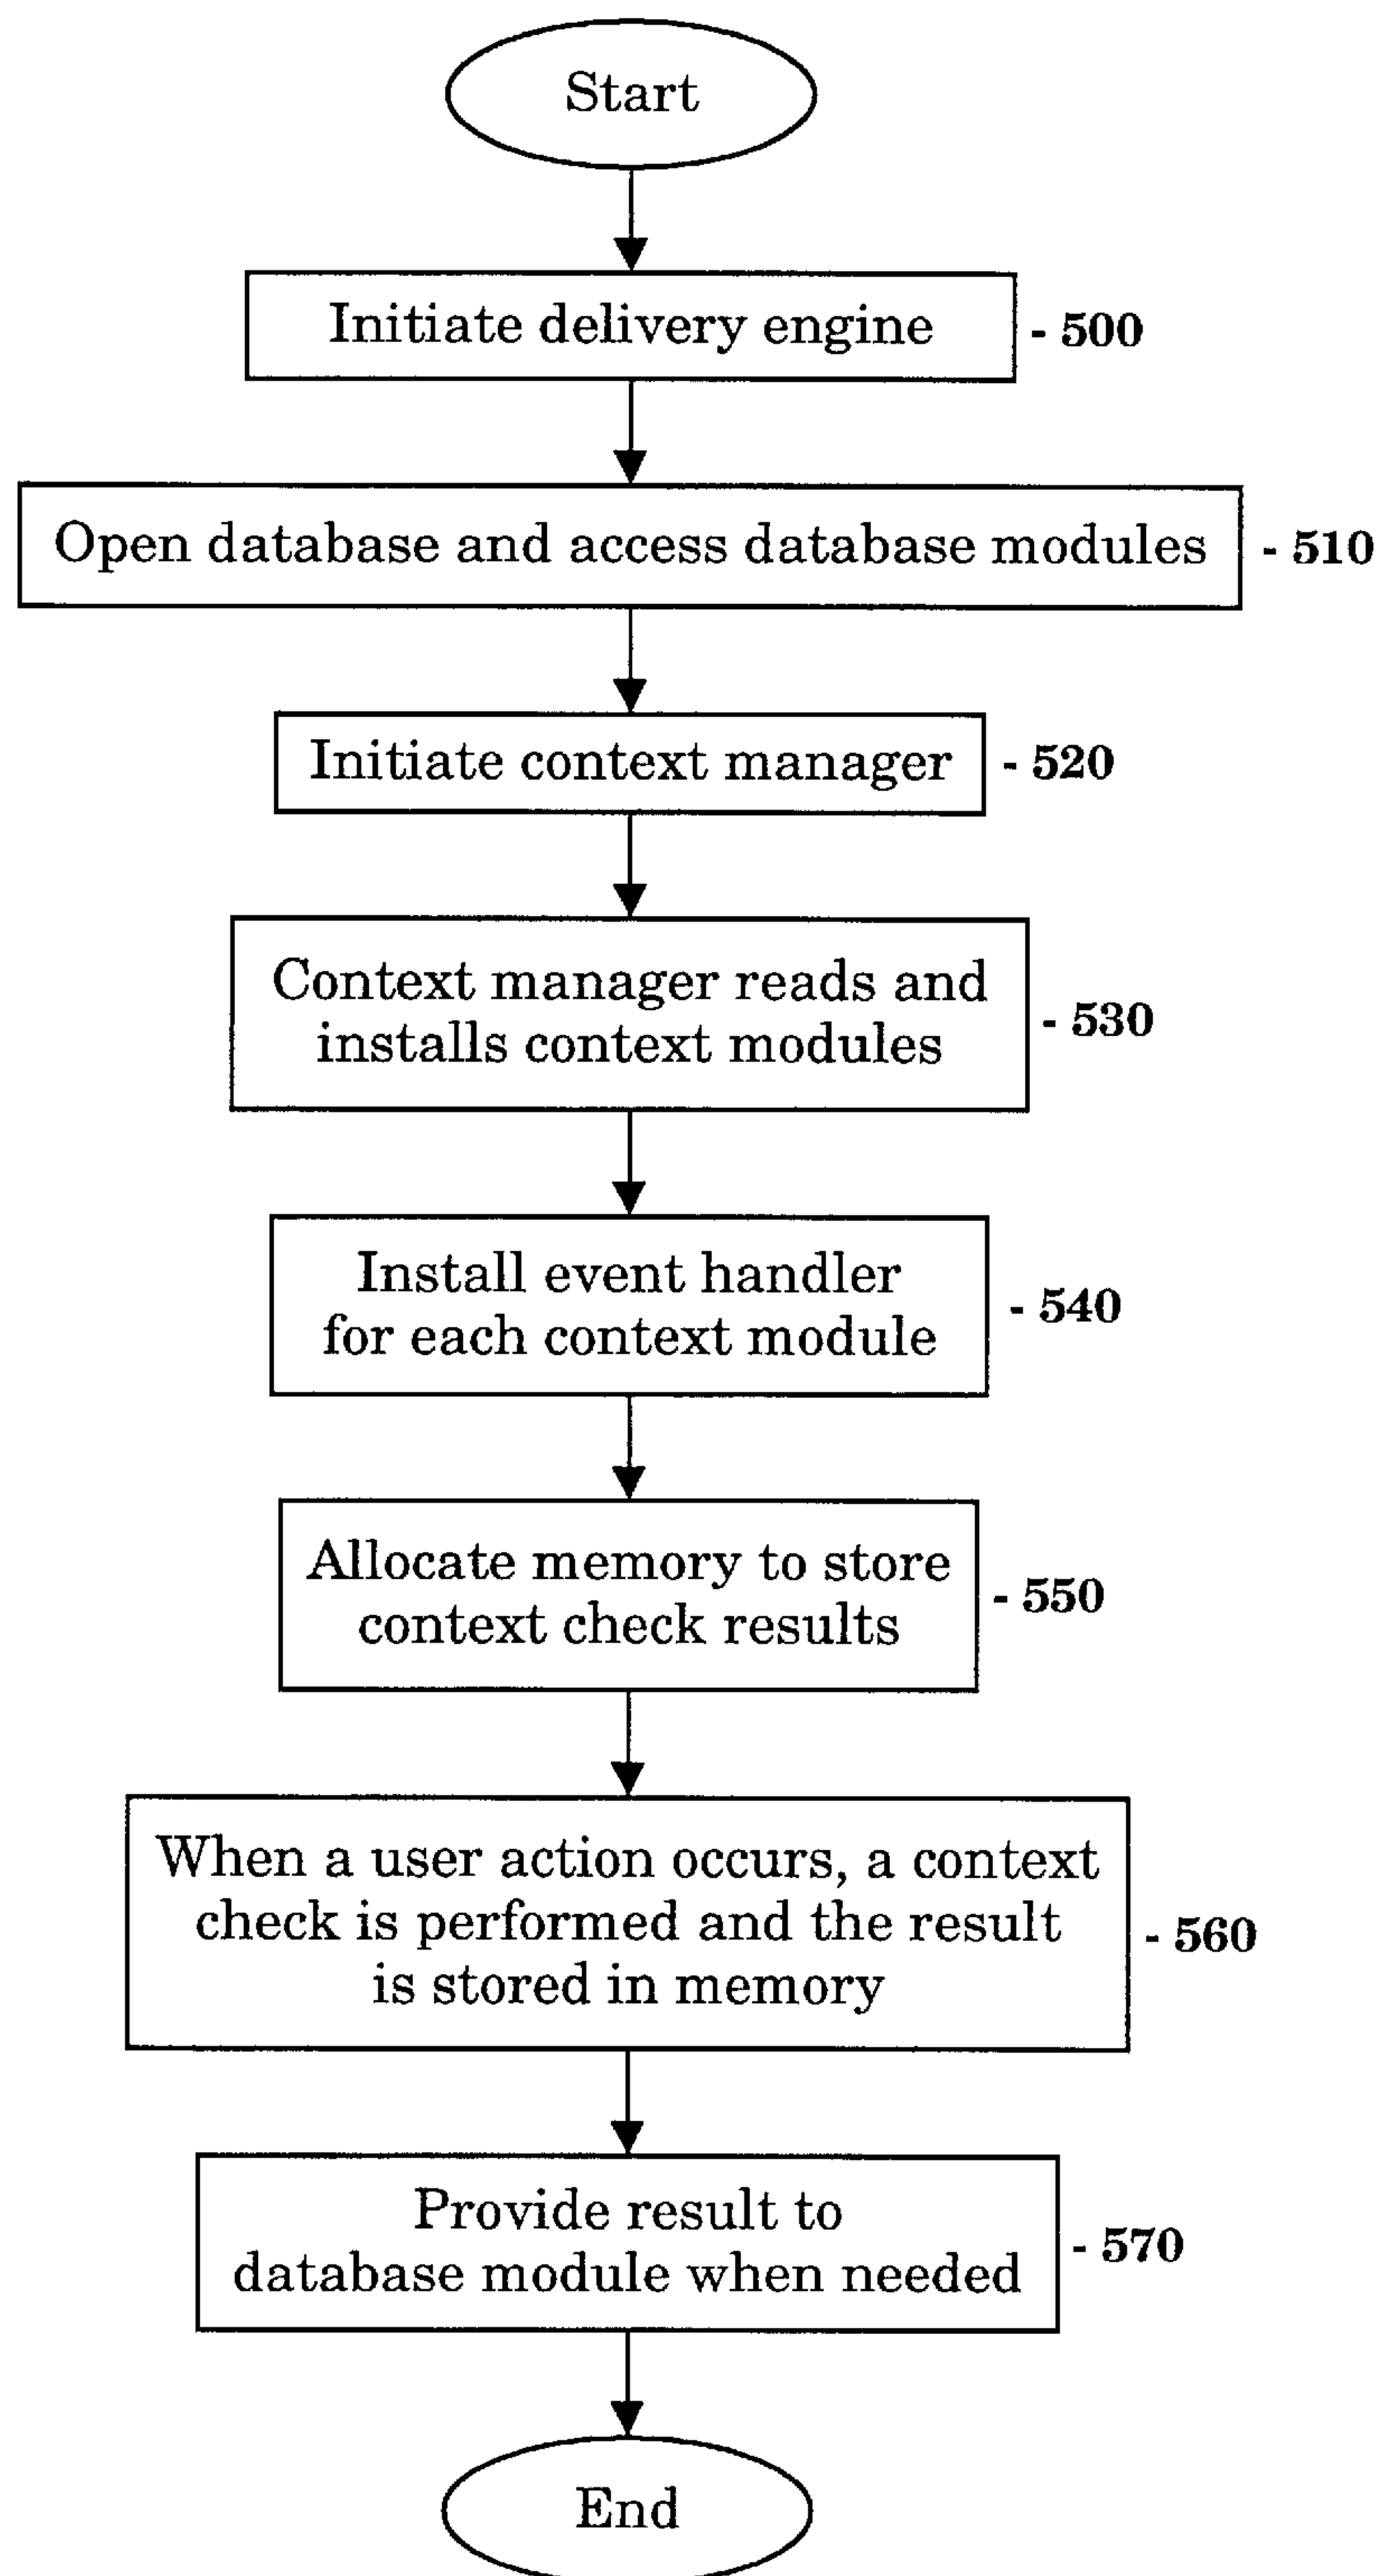 Start
Initiate delivery engine - 500
Open database and access database modules - 510
Initiate context manager - 520
Context manager reads and
installs context modules
- 530
Install event handler
for each context module
- 540
Allocate memory to store
context check results
- 550
When a user action occurs, a context
check is performed and the result
is stored in memory
- 560
Provide result to
database module when needed
- 570
End